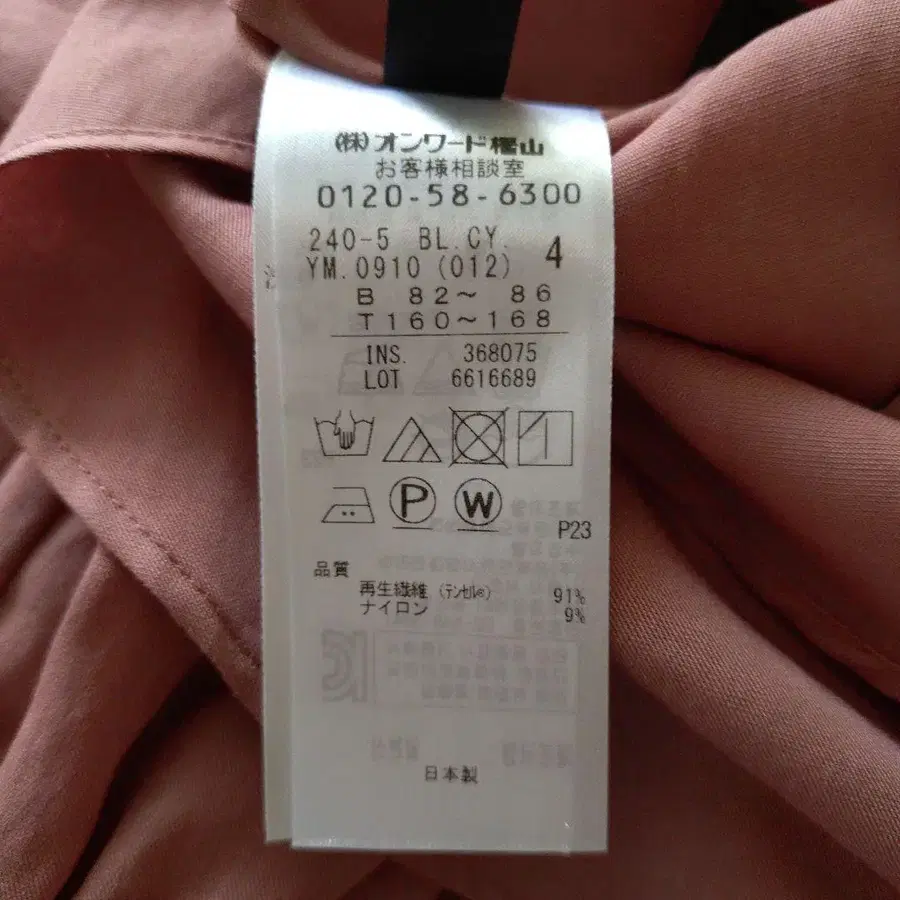 (株)オンワード樫山
お客様相談室
0120-58-6300
240-5 BL.CY. 4
YM.0910 (012)
B 82〜 86
T160〜168
INS. 368075
LOT 6616689
P
W
P23
品質
再生繊維 (テンセル®) 91%
ナイロン 9%
日本製